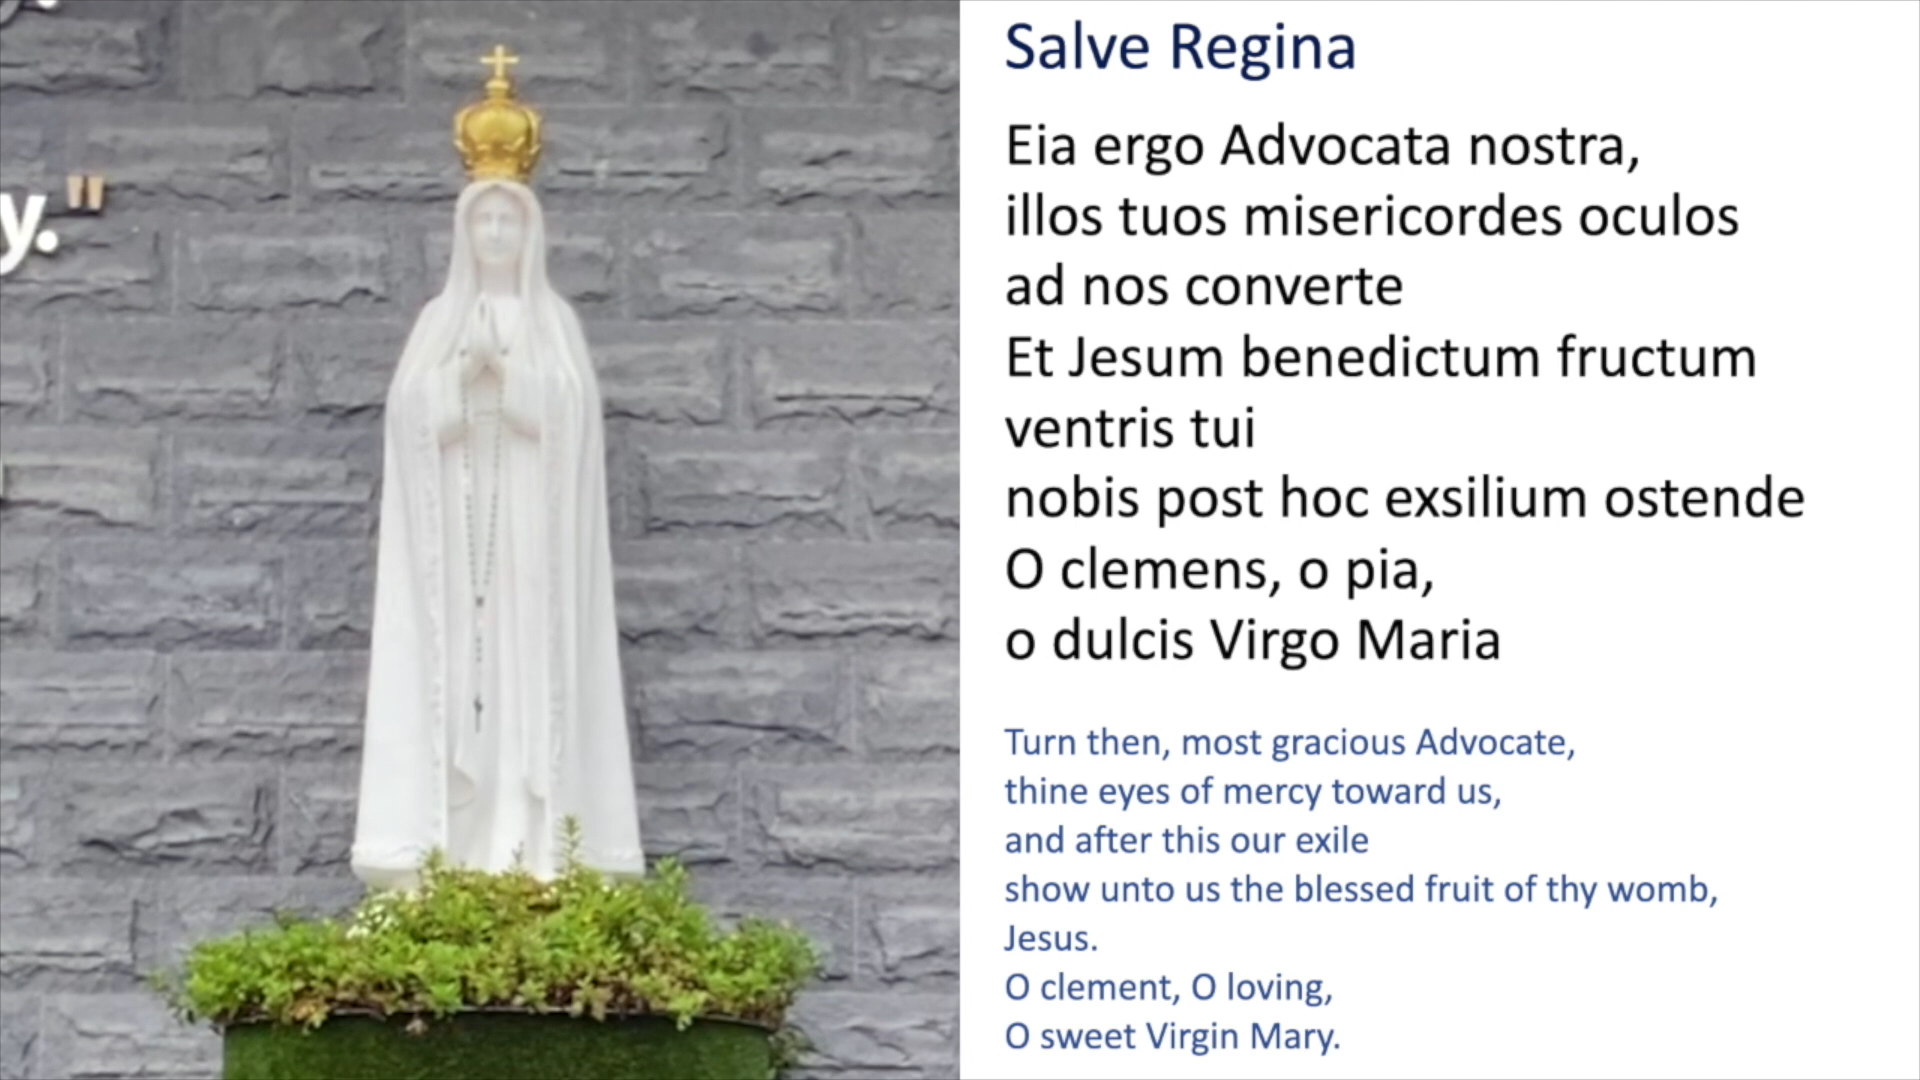 y."
Salve Regina
Eia ergo Advocata nostra,
illos tuos misericordes oculos
ad nos converte
Et Jesum benedictum fructum
ventris tui
nobis post hoc exsilium ostende
O clemens, o pia,
o dulcis Virgo Maria
Turn then, most gracious Advocate,
thine eyes of mercy toward us,
and after this our exile
show unto us the blessed fruit of thy womb,
Jesus.
O clement, O loving,
O sweet Virgin Mary.